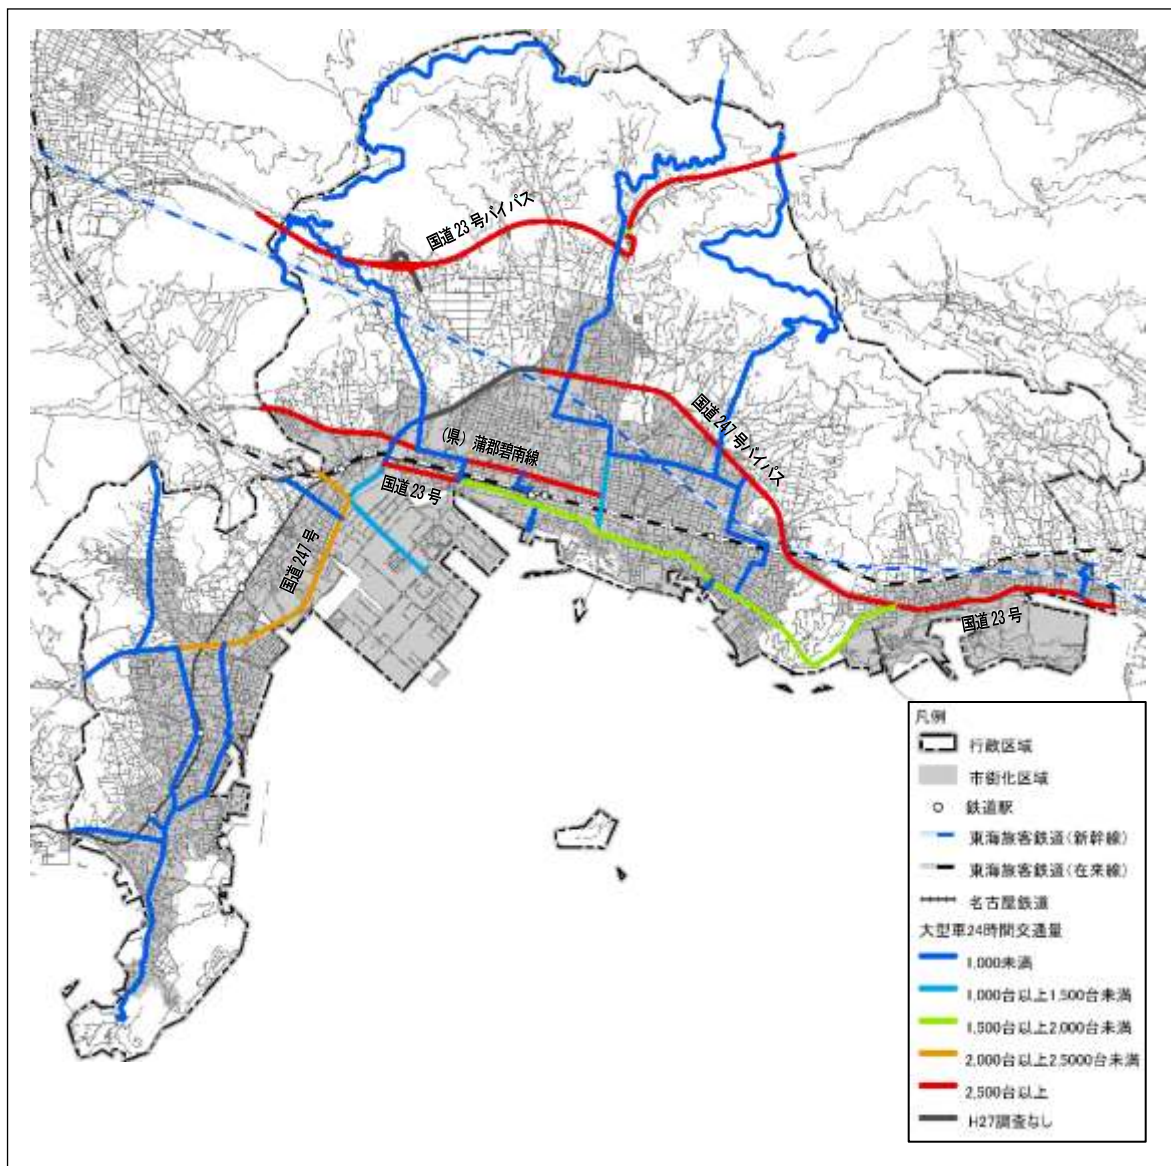 国道23号バイパス
国道247号バイパス
(県)蒲郡碧南線
国道23号
国道247号
国道23号
凡例
行政区域
市街化区域
鉄道駅
東海旅客鉄道(新幹線)
東海旅客鉄道(在来線)
名古屋鉄道
大型車24時間交通量
1,000未満
1,000台以上1,500台未満
1,500台以上2,000台未満
2,000台以上2,5000台未満
2,500台以上
H27調査なし